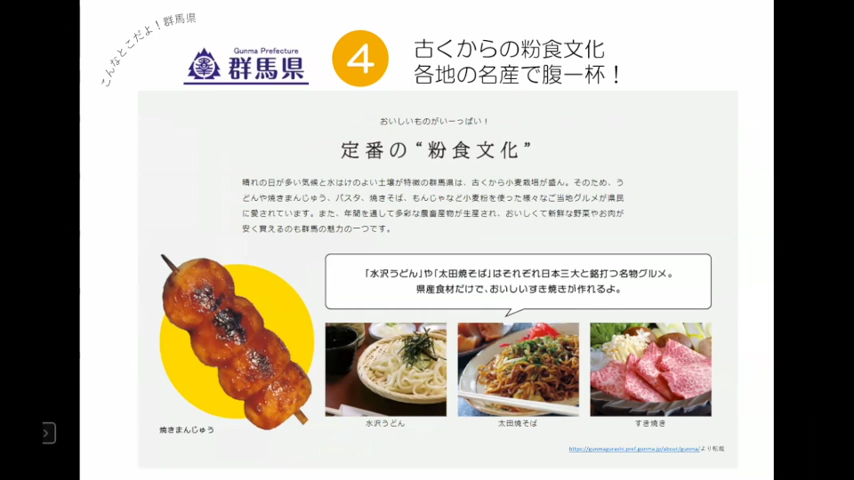 こんなとこだよ！群馬県
Gunma Prefecture
群馬県
4
古くからの粉食文化
各地の名産で腹一杯！
おいしいものがいーっぱい！
定番の“粉食文化”
晴れの日が多い気候と水はけのよい土壌が特徴の群馬県は、古くから小麦栽培が盛ん。そのため、う
どんや焼きまんじゅう、パスタ、焼きそば、もんじゃなど小麦粉を使った様々なご当地グルメが県民
に愛されています。また、年間を通して多彩な農畜産物が生産され、おいしくて新鮮な野菜やお肉が
安く買えるのも群馬の魅力の一つです。
「水沢うどん」や「太田焼そば」はそれぞれ日本三大と銘打つ名物グルメ。
県産食材だけで、おいしいすき焼きが作れるよ。
焼きまんじゅう
水沢うどん
太田焼そば
すき焼き
https://gunmagurashi.pref.gunma.jp/about/gunma/より転載